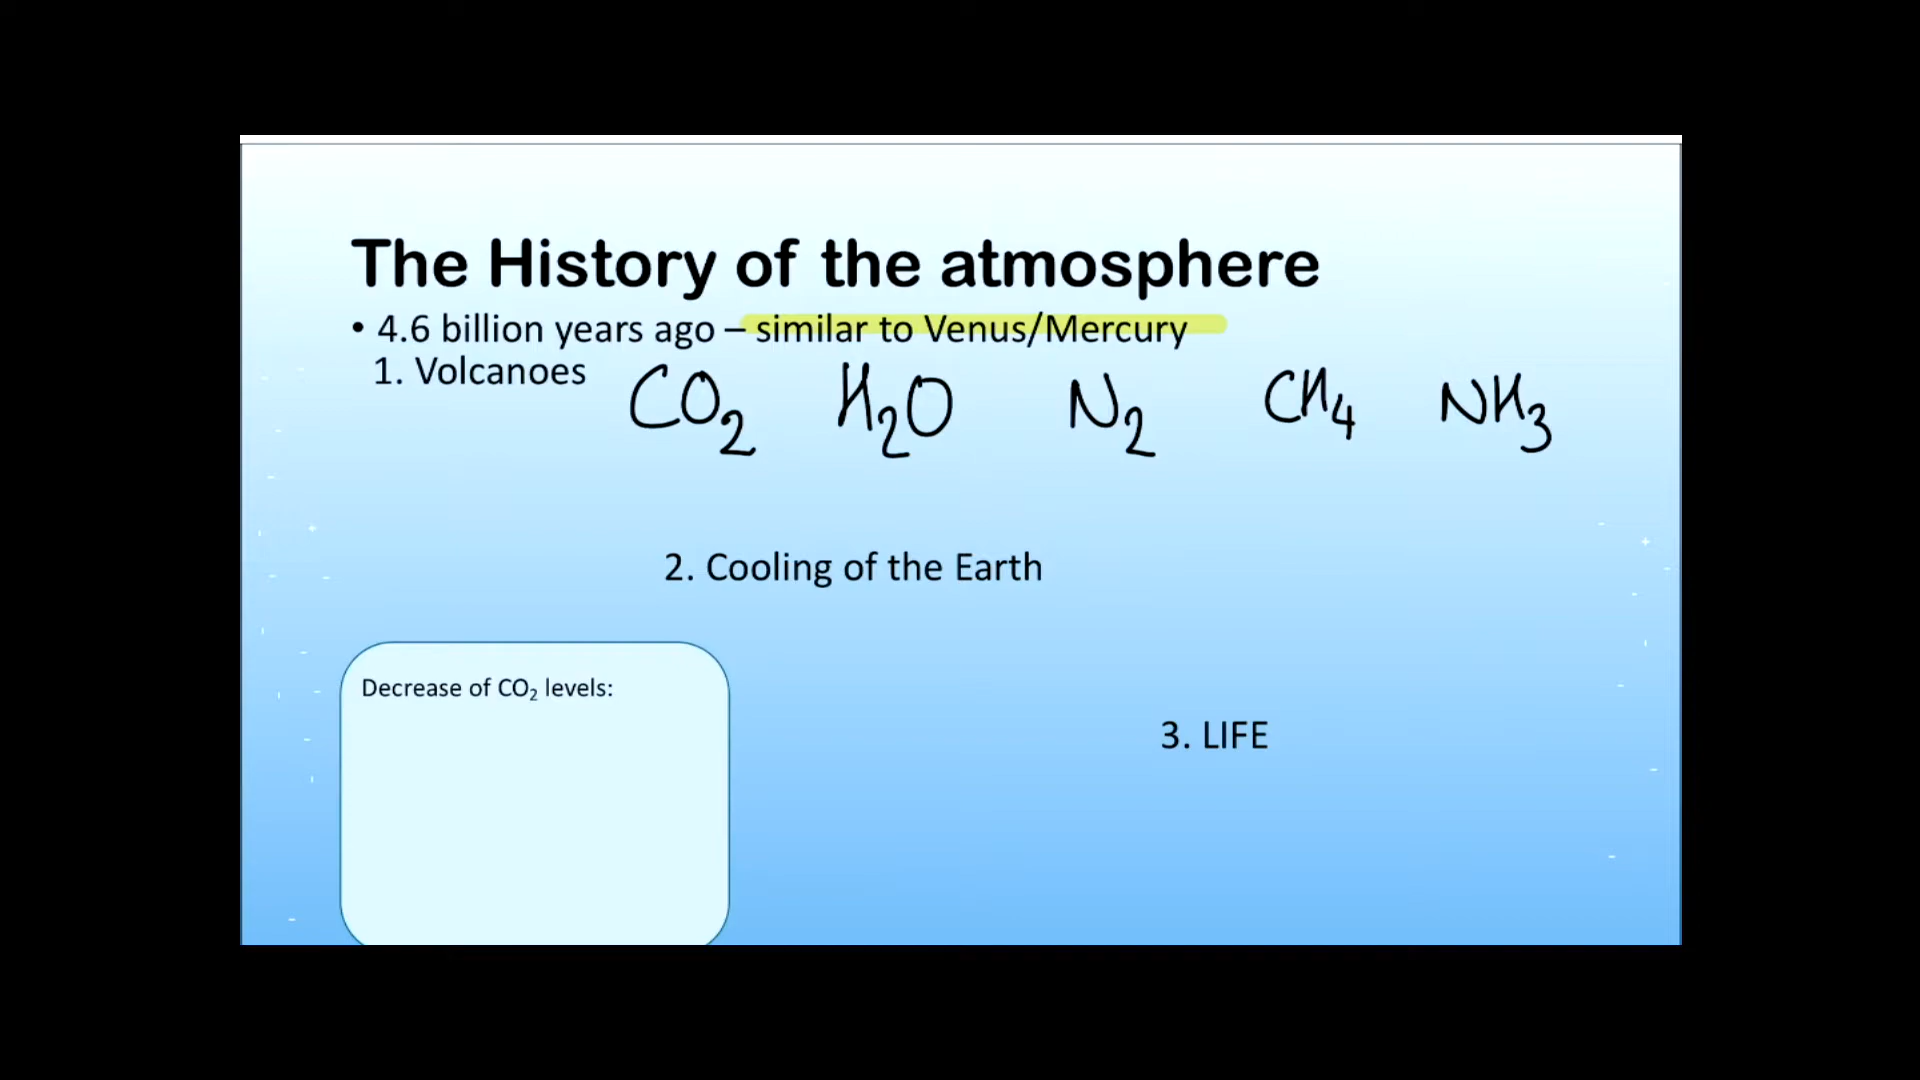 The History of the atmosphere
• 4.6 billion years ago – similar to Venus/Mercury
1. Volcanoes CO₂ H₂O N₂ CH₄ NH₃
2. Cooling of the Earth
Decrease of CO₂ levels:
3. LIFE